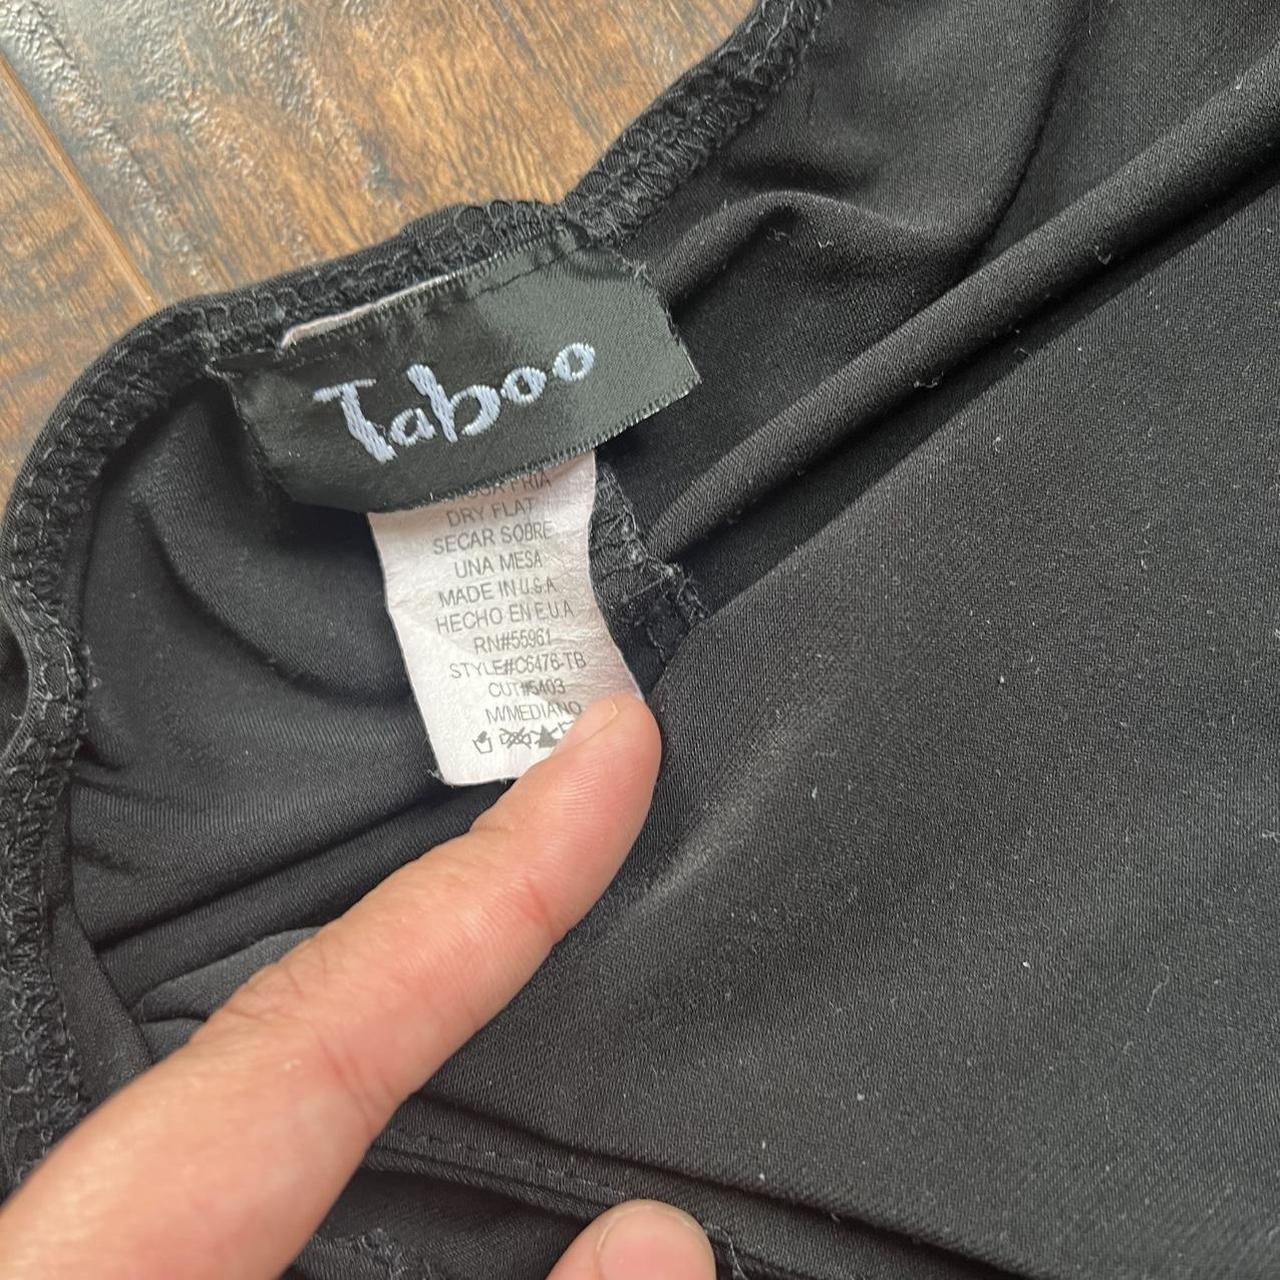 Taboo
FRIA
DRY FLAT
SECAR SOBRE
UNA MESA
MADE IN U.S.A
HECHO EN E.U.A
RN#55961
STYLE#C6476-TB
CUT#5403
M/MEDIANO